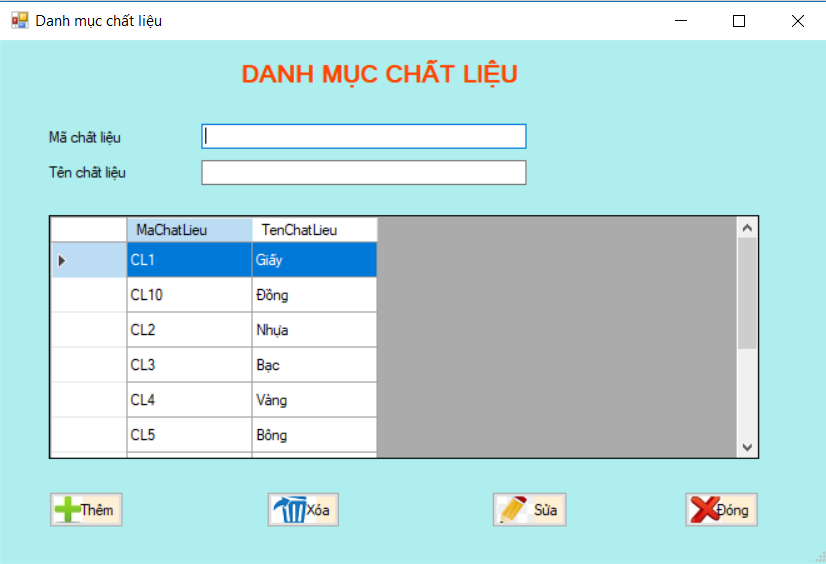 Danh mục chất liệu
DANH MỤC CHẤT LIỆU
Mã chất liệu
Tên chất liệu
MaChatLieu TenChatLieu
CL1 Giấy
CL10 Đồng
CL2 Nhựa
CL3 Bạc
CL4 Vàng
CL5 Bông
Thêm Xóa Sửa Đóng